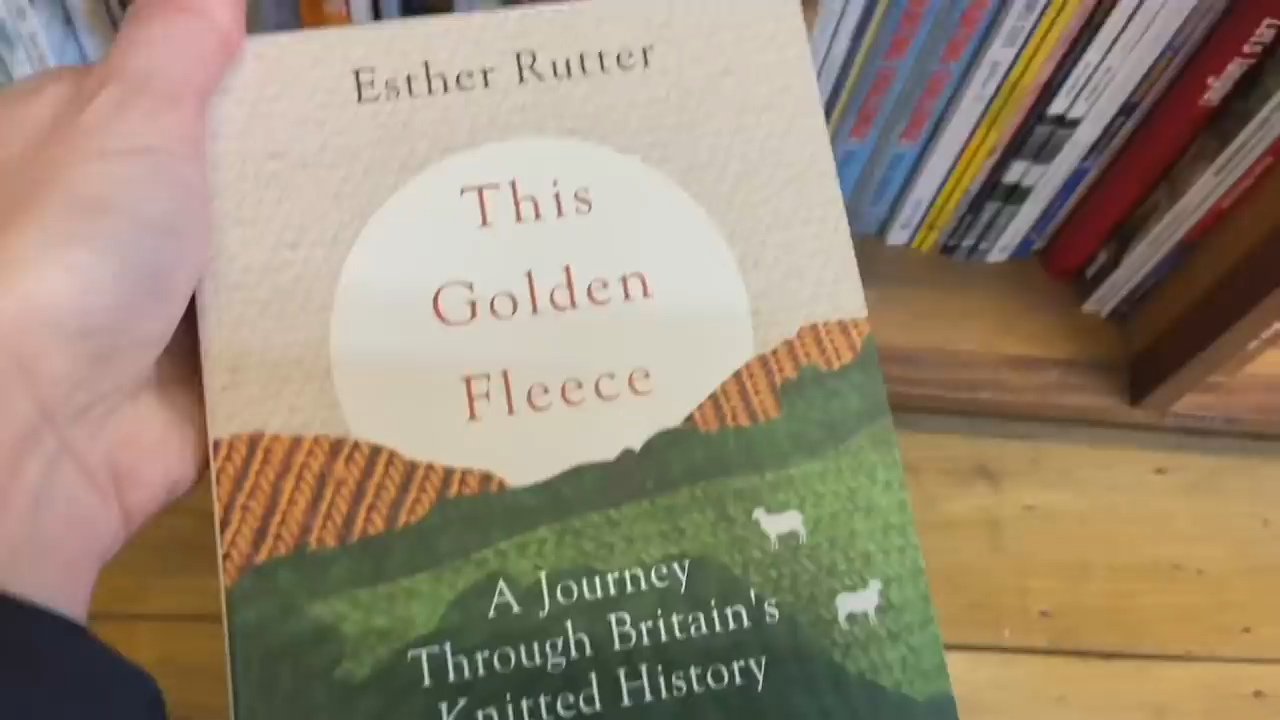 Esther Rutter
This
Golden
Fleece
A Journey
Through Britain's
Knitted History